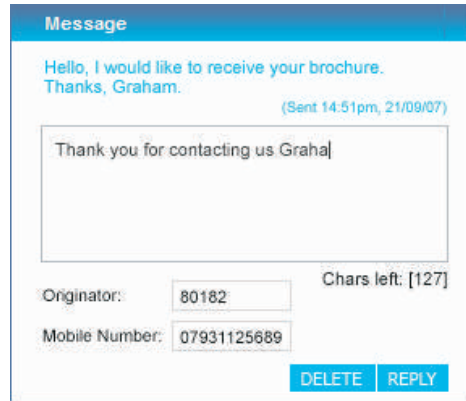 Message
Hello, I would like to receive your brochure.
Thanks, Graham.
(Sent 14:51pm, 21/09/07)
Thank you for contacting us Graha
Chars left: [127]
Originator: 80182
Mobile Number: 07931125689
DELETE REPLY